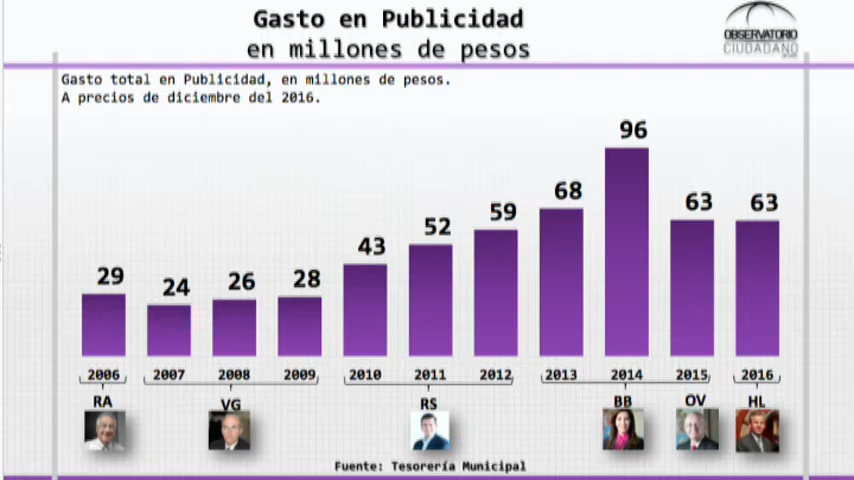 Gasto en Publicidad
en millones de pesos
OBSERVATORIO
CIUDADANO
Gasto total en Publicidad, en millones de pesos.
A precios de diciembre del 2016.
29 24 26 28 43 52 59 68 96 63 63
2006 2007 2008 2009 2010 2011 2012 2013 2014 2015 2016
RA VG RS BB OV HL
Fuente: Tesorería Municipal